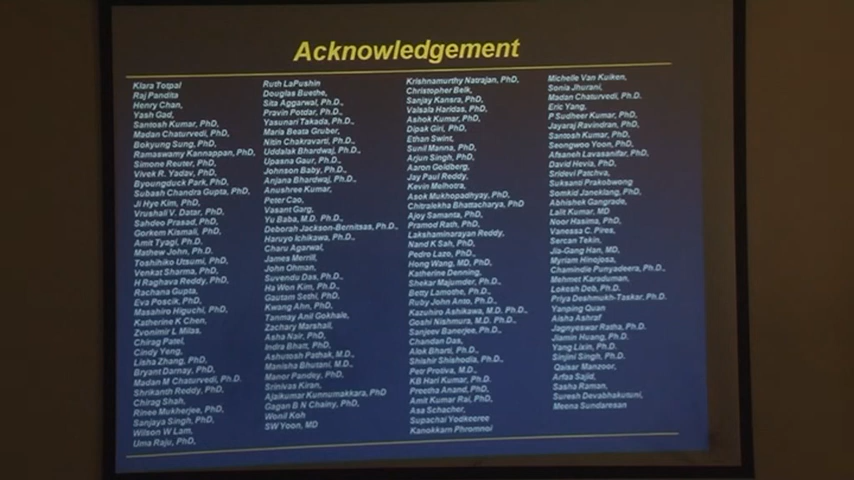 Acknowledgement
Klara Totpal
Raj Pandita
Henry Chan,
Yash Gad,
Santosh Kumar, PhD,
Madan Chaturvedi, PhD,
Bokyung Sung, PhD,
Ramaswamy Kannappan, PhD,
Simone Reuter, PhD,
Vivek R. Yadav, PhD,
Byoungduck Park, PhD,
Subash Chandra Gupta, PhD,
Ji Hye Kim, PhD,
Vrushali V. Datar, PhD,
Sahdeo Prasad, PhD,
Gorkem Kismali, PhD,
Amit Tyagi, Ph.D.
Mathew John, Ph.D.
Toshihiko Utsumi, PhD,
Venkat Sharma, PhD,
H Raghava Reddy, PhD,
Rachana Gupta,
Eva Poscik, PhD,
Masahiro Higuchi, PhD,
Katherine K Chen,
Zvonimir L Milas,
Chirag Patel,
Cindy Yeng,
Lisha Zhang, PhD,
Bryant Darnay, PhD,
Madan M Chaturvedi, Ph.D.
Shrikanth Reddy, PhD,
Chirag Shah,
Rinee Mukherjee, PhD,
Sanjaya Singh, PhD,
Wilson W Lam,
Uma Raju, PhD,
Ruth LaPushin
Douglas Buethe,
Sita Aggarwal, Ph.D.,
Pravin Potdar, Ph.D.,
Yasunari Takada, Ph.D.,
Maria Beata Gruber,
Nitin Chakravarti, Ph.D.,
Uddalak Bhardwaj, Ph.D.,
Upasna Gaur, Ph.D.,
Johnson Baby, Ph.D.,
Anjana Bhardwaj, Ph.D.,
Anushree Kumar,
Peter Cao,
Vasant Garg,
Yu Baba, M.D. Ph.D.,
Deborah Jackson-Bernitsas, Ph.D.,
Haruyo Ichikawa, Ph.D.,
Charu Agarwal,
James Merrill,
John Ohman,
Suvendu Das, Ph.D.,
Ha Won Kim, Ph.D.,
Gautam Sethi, PhD,
Kwang Ahn, PhD,
Tanmay Anil Gokhale,
Zachary Marshall,
Asha Nair, PhD,
Indra Bhatt, PhD,
Ashutosh Pathak, M.D.,
Manisha Bhutani, M.D.,
Manor Pandey, PhD,
Srinivas Kiran,
Ajaikumar Kunnumakkara, PhD
Gagan B N Chainy, PhD,
Wonil Koh
SW Yoon, MD
Krishnamurthy Natrajan, PhD,
Christopher Beik,
Sanjay Kansra, PhD,
Valsala Haridas, PhD,
Ashok Kumar, PhD,
Dipak Giri, PhD,
Ethan Swint,
Sunil Manna, PhD,
Arjun Singh, PhD,
Aaron Goldberg,
Jay Paul Reddy,
Kevin Melhotra,
Asok Mukhopadhyay, PhD,
Chitralekha Bhattacharya, PhD
Ajoy Samanta, PhD,
Pramod Rath, PhD,
Lakshaminarayan Reddy,
Nand K Sah, PhD,
Pedro Lazo, PhD,
Hong Wang, MD, PhD,
Katherine Denning,
Shekar Majumder, PhD,
Betty Lamothe, PhD,
Ruby John Anto, PhD,
Kazuhiro Ashikawa, M.D. Ph.D.,
Goshi Nishmura, M.D. Ph.D.,
Sanjeev Banerjee, Ph.D.,
Chandan Das,
Alok Bharti, Ph.D.,
Shishir Shishodia, Ph.D.,
Petr Protiva, M.D.,
KB Hari Kumar, Ph.D.,
Preetha Anand, PhD,
Amit Kumar Rai, PhD,
Asa Schacher,
Supachai Yodkeeree
Kanokkarn Phromnoi
Michelle Van Kuiken,
Sonia Jhurani,
Madan Chaturvedi, Ph.D.
Eric Yang,
P Sudheer Kumar, PhD,
Jayaraj Ravindran, PhD,
Santosh Kumar, PhD,
Seongwoo Yoon, PhD,
Afsaneh Lavasanifar, PhD,
David Hevia, PhD,
Sridevi Patchva,
Suksanti Prakobwong
Somkid Janeklang, PhD,
Abhishek Gangrade,
Lalit Kumar, MD
Noor Hasima, PhD,
Vanessa C. Pires,
Sercan Tekin,
Jia-Gang Han, MD,
Myriam Hinojosa,
Chamindie Punyadeera, Ph.D.,
Mehmet Karaduman,
Lokesh Deb, Ph.D.
Priya Deshmukh-Taskar, Ph.D.
Yanping Quan
Aisha Ashraf
Jagnyeswar Ratha, Ph.D.
Jiamin Huang, Ph.D.
Yang Lixin, Ph.D.
Sinjini Singh, Ph.D.
Qaisar Manzoor,
Arfaa Sajid,
Sasha Raman,
Suresh Devabhakutuni,
Meena Sundaresan